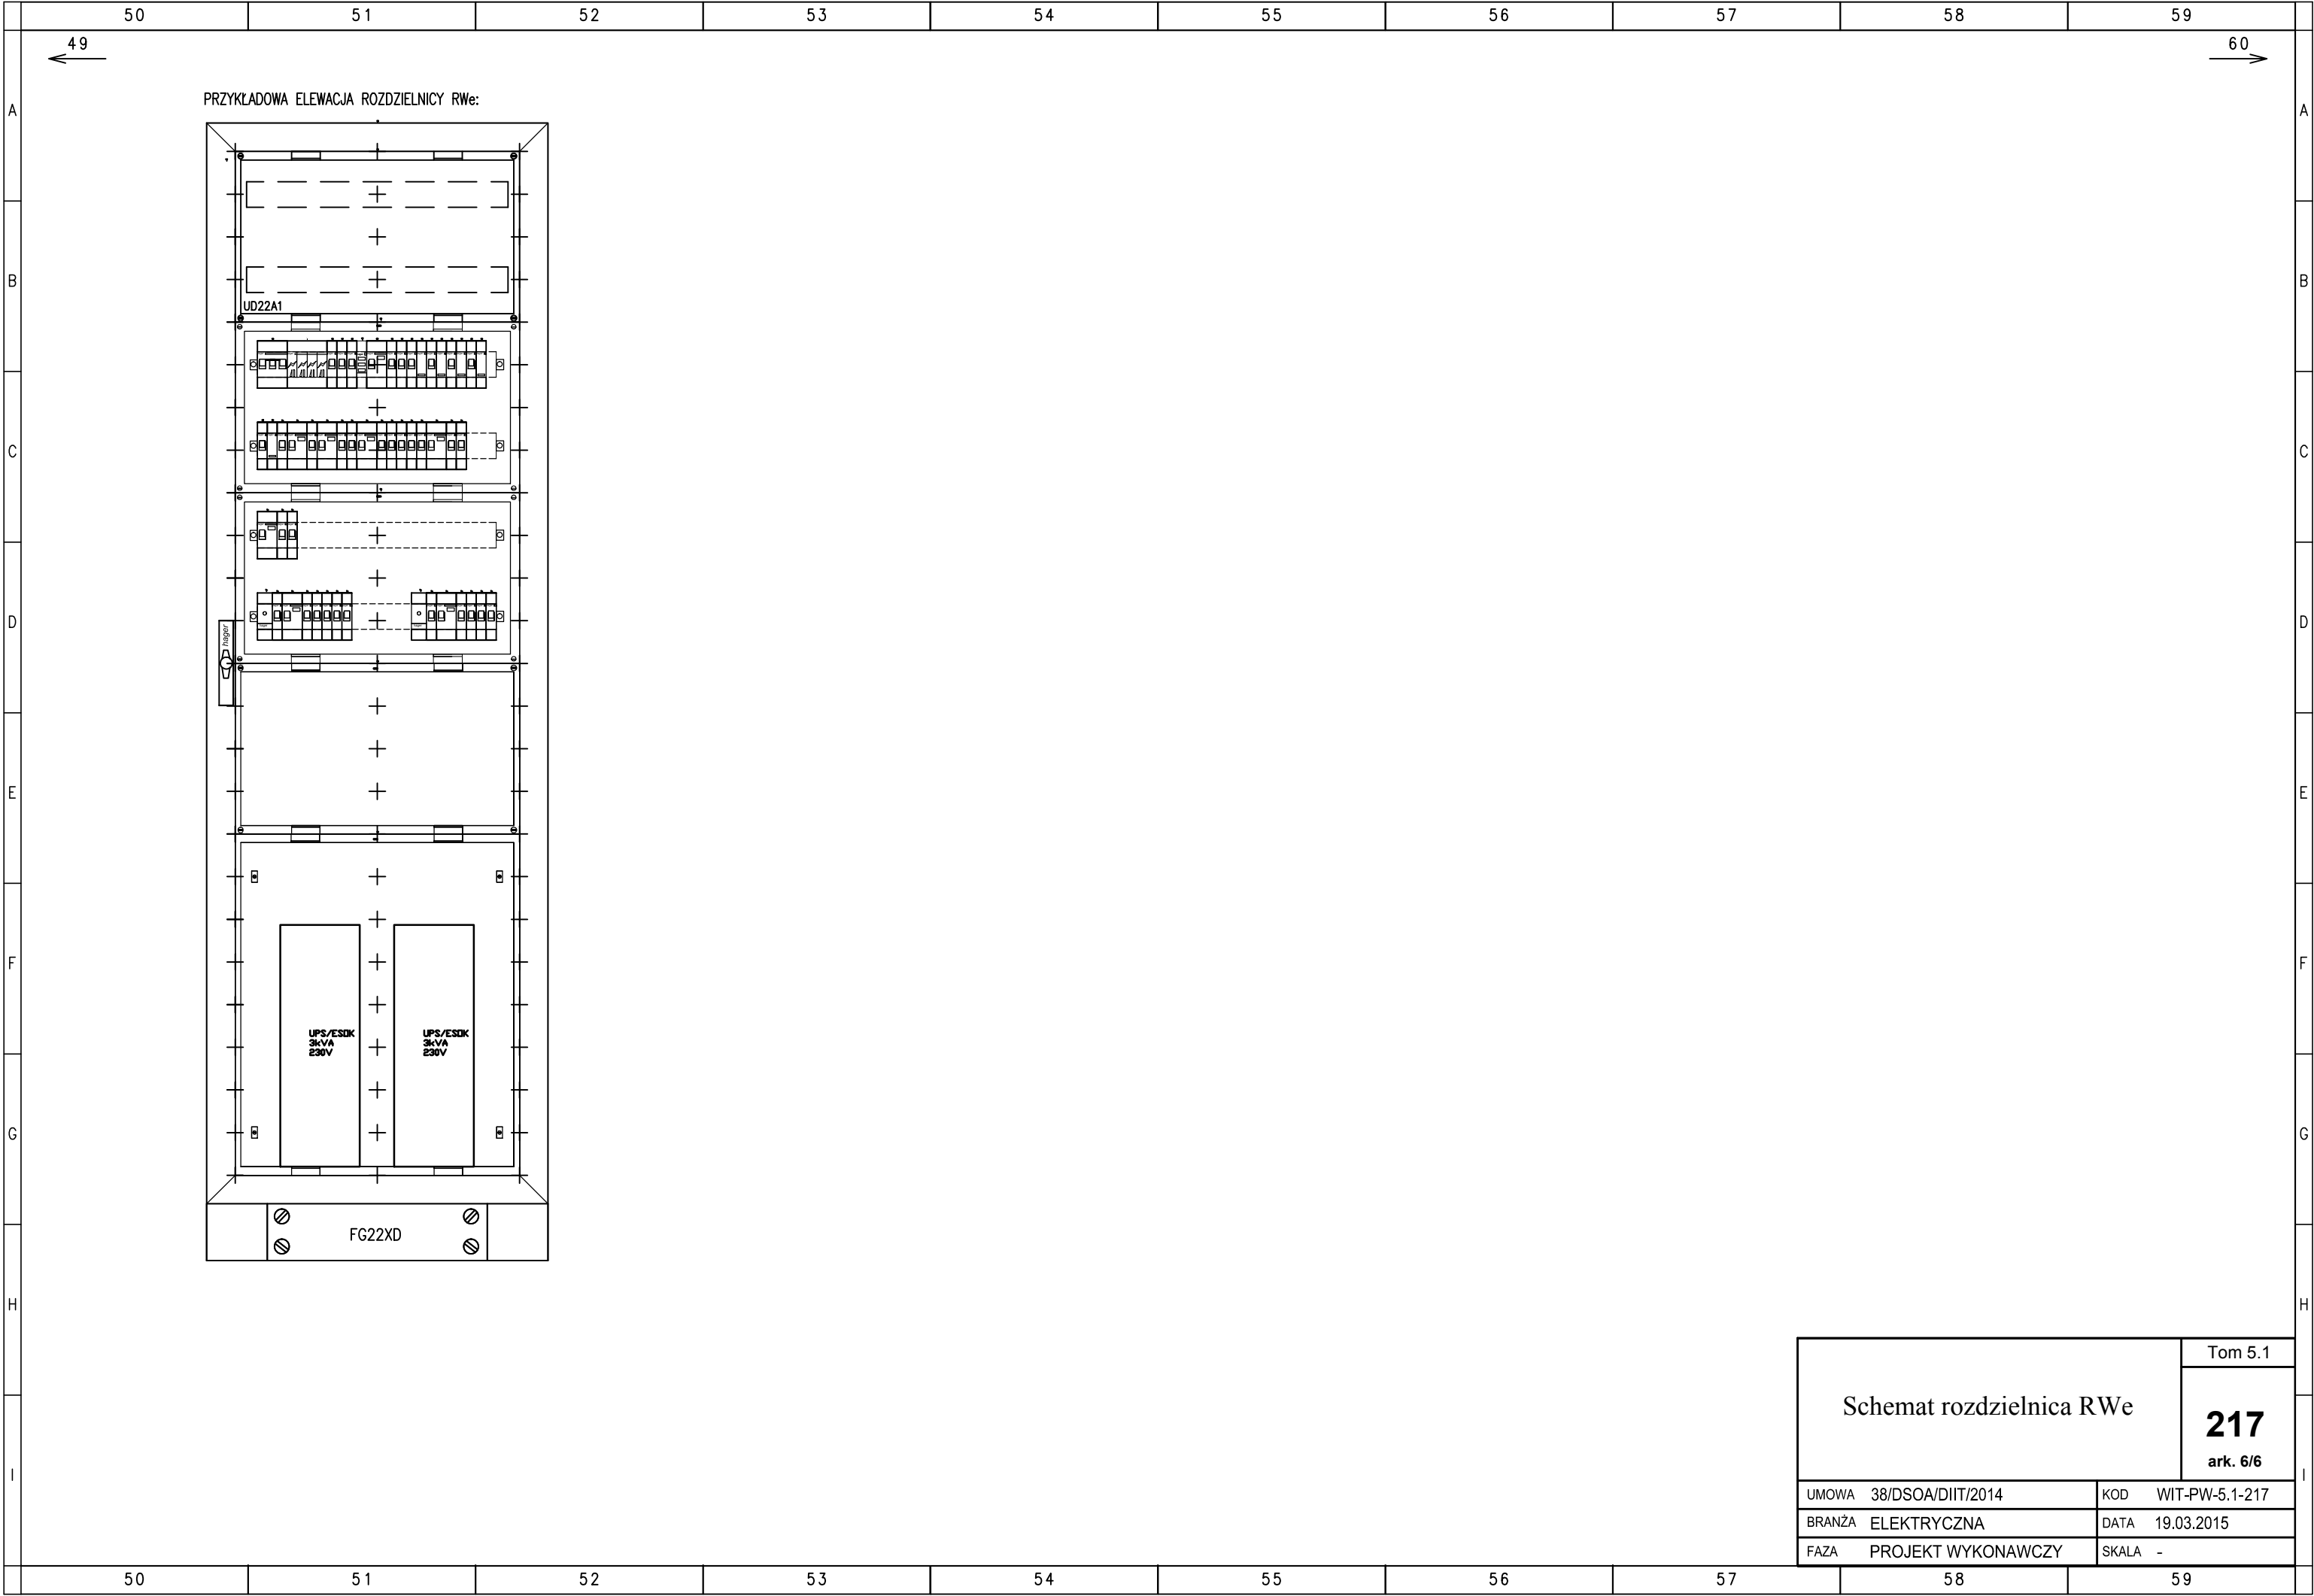 50 51 52 53 54 55 56 57 58 59
49
60
PRZYKŁADOWA ELEWACJA ROZDZIELNICY RWe:
A A
B B
UD22A1
C C
D D
hager
E E
F F
UPS/ESDK UPS/ESDK
3kVA 3kVA
230V 230V
G G
FG22XD
H H
Tom 5.1
Schemat rozdzielnica RWe
217
ark. 6/6
I I
UMOWA 38/DSOA/DIIT/2014 KOD WIT-PW-5.1-217
BRANŻA ELEKTRYCZNA DATA 19.03.2015
FAZA PROJEKT WYKONAWCZY SKALA -
50 51 52 53 54 55 56 57 58 59